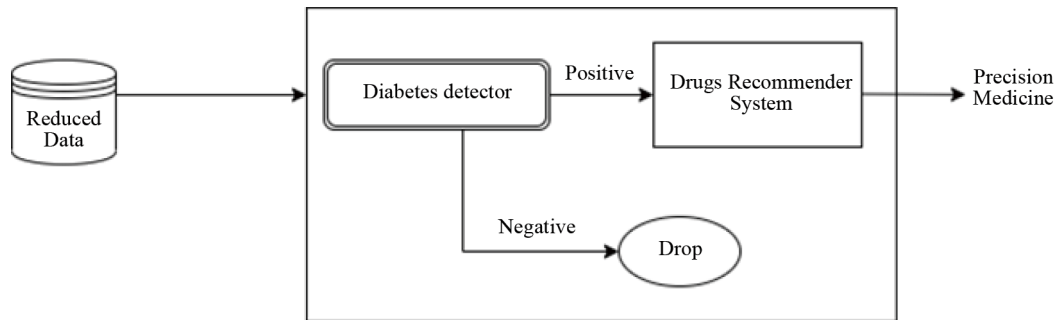 Reduced
Data
Diabetes detector
Positive
Drugs Recommender
System
Precision
Medicine
Negative
Drop